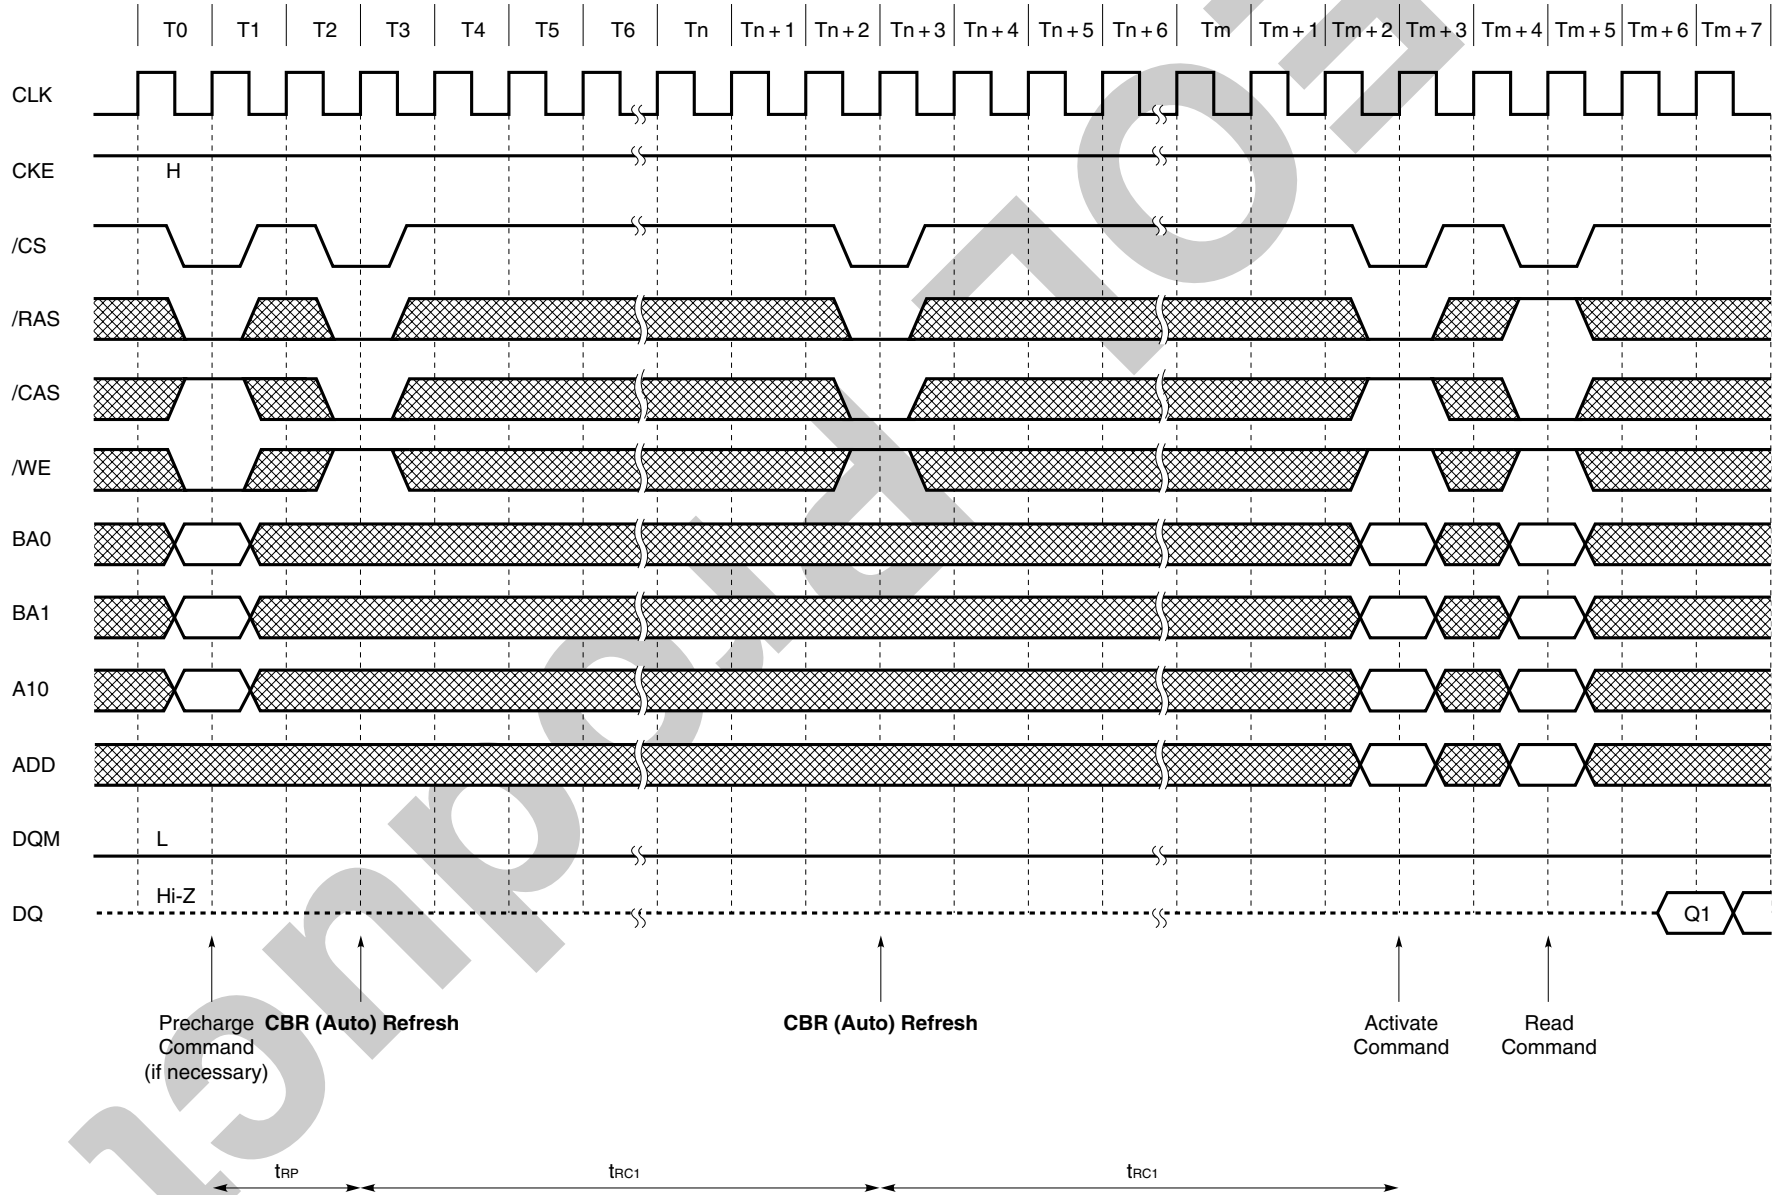 T0 T1 T2 T3 T4 T5 T6 Tn Tn + 1 Tn + 2 Tn + 3 Tn + 4 Tn + 5 Tn + 6 Tm Tm + 1 Tm + 2 Tm + 3 Tm + 4 Tm + 5 Tm + 6 Tm + 7
CLK
CKE H
/CS
/RAS
/CAS
/WE
BA0
BA1
A10
ADD
DQM L
DQ Hi-Z Q1
Precharge Command (if necessary)
CBR (Auto) Refresh
CBR (Auto) Refresh
Activate Command
Read Command
tRP tRC1 tRC1
EOL Product